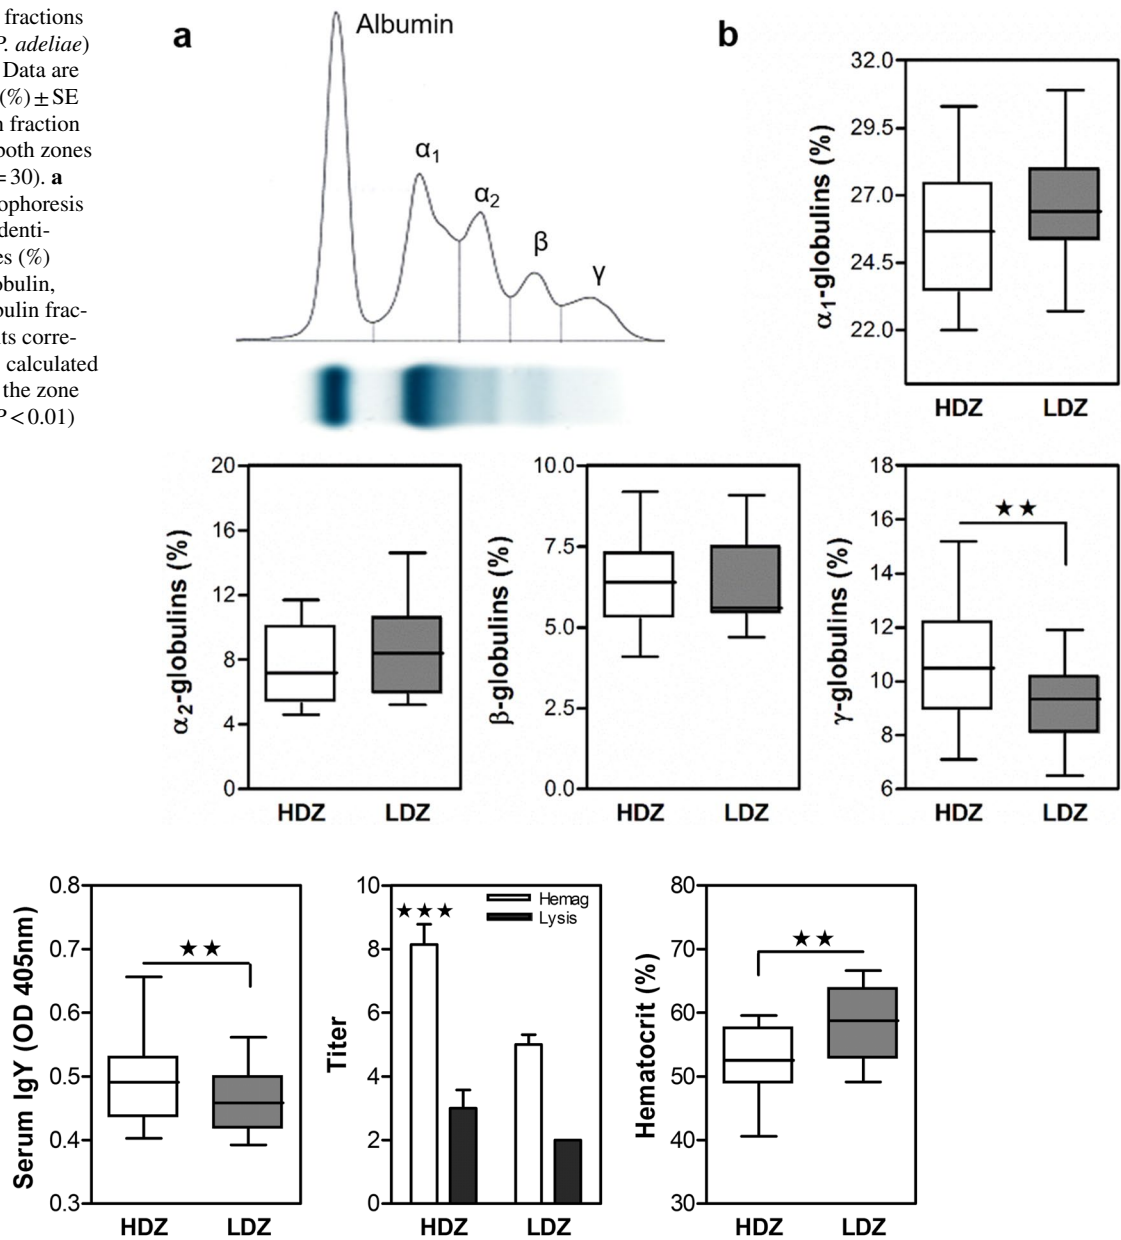 fractions
P. adeliae)
Data are
(%) ± SE
fraction
both zones
= 30). a
ophoresis
denti-
es (%)
obulin,
bulin frac-
ts corre-
calculated
the zone
P < 0.01)
a
Albumin
α1
α2
β
γ
b
α1-globulins (%)
32.0
29.5
27.0
24.5
22.0
HDZ LDZ
α2-globulins (%)
20
16
12
8
4
0
HDZ LDZ
β-globulins (%)
10.0
7.5
5.0
2.5
0.0
HDZ LDZ
γ-globulins (%)
18
16
14
12
10
8
6
★★
HDZ LDZ
Serum IgY (OD 405nm)
0.8
0.7
0.6
0.5
0.4
0.3
★★
HDZ LDZ
Titer
10
8
6
4
2
0
★★★
Hemag
Lysis
HDZ LDZ
Hematocrit (%)
80
70
60
50
40
30
★★
HDZ LDZ